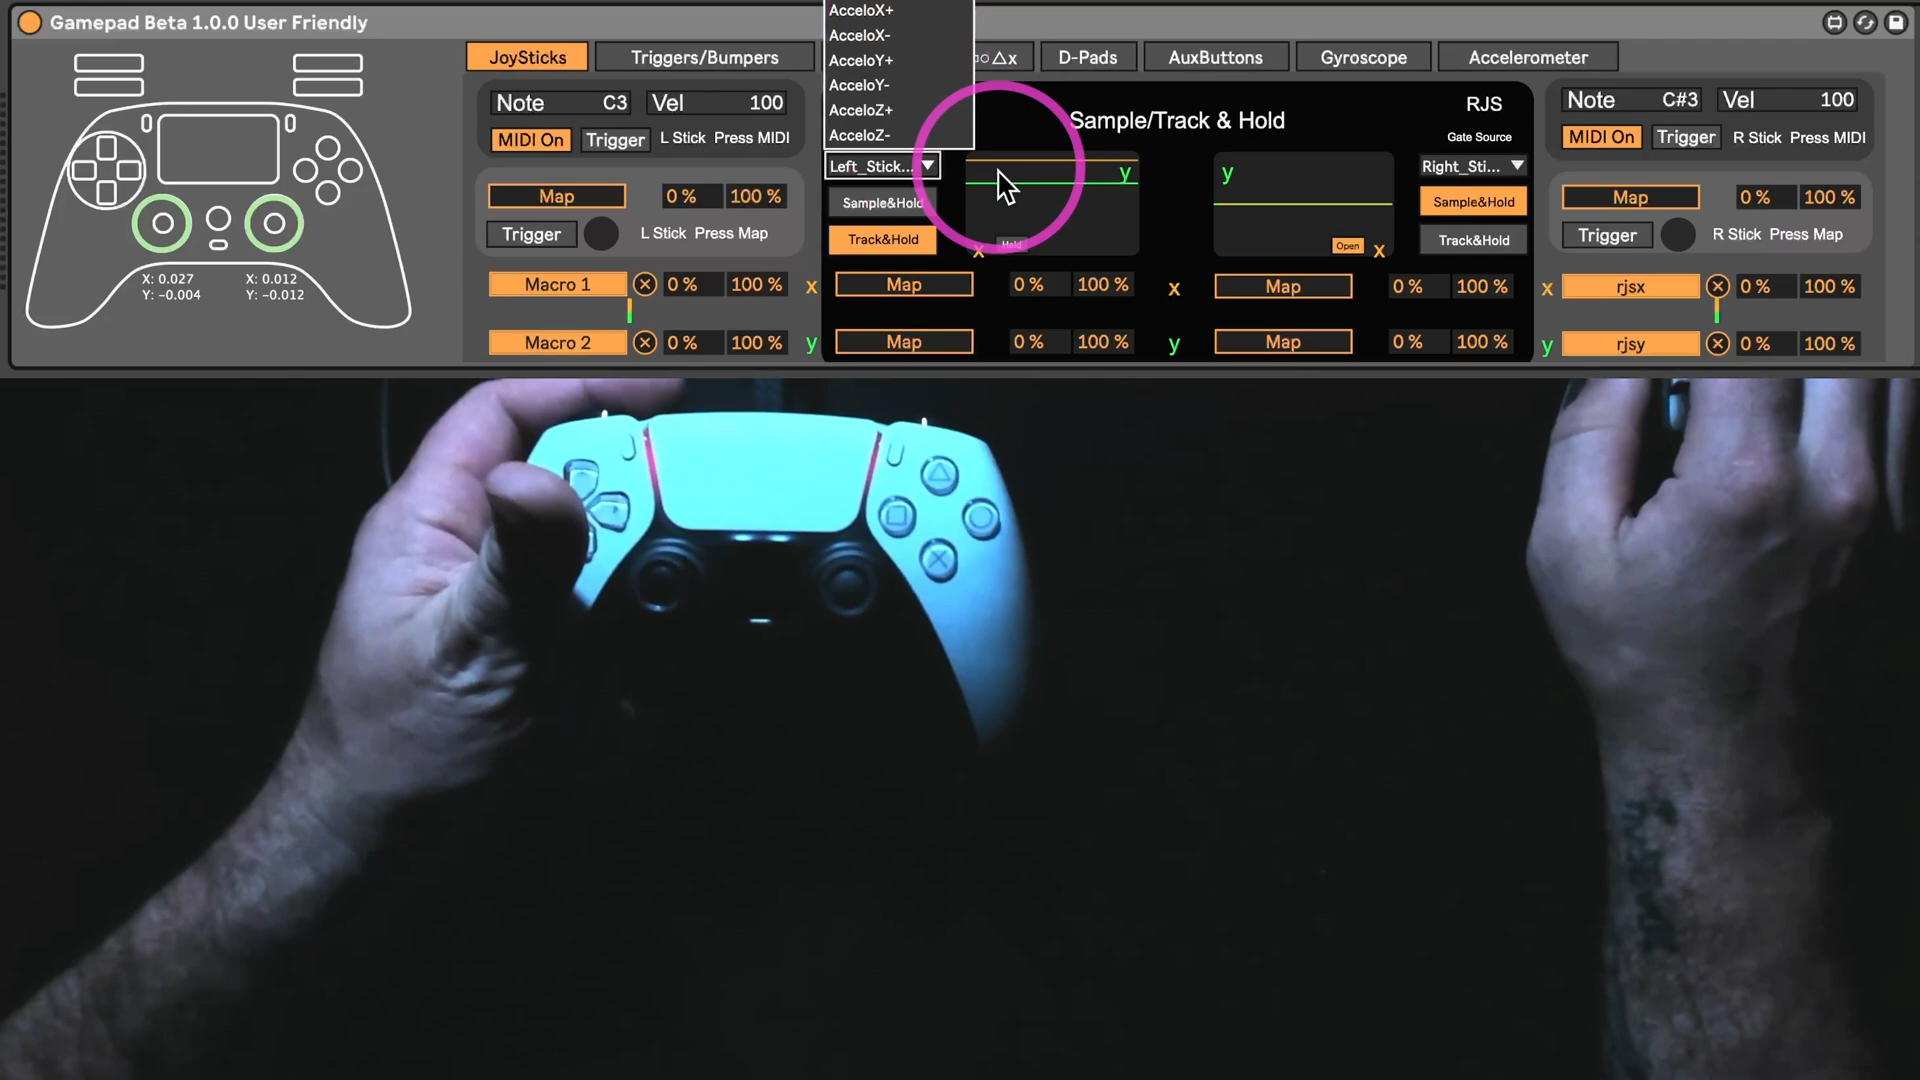 Gamepad Beta 1.0.0 User Friendly
AcceloX+
AcceloX-
AcceloY+
AcceloY-
AcceloZ+
AcceloZ-
JoySticks
Triggers/Bumpers
D-Pads
AuxButtons
Gyroscope
Accelerometer
Note C3 Vel 100
MIDI On Trigger L Stick Press MIDI
Map 0 % 100 %
Trigger L Stick Press Map
Macro 1 0 % 100 % x
Macro 2 0 % 100 % y
X: 0.027
Y: -0.004
X: 0.012
Y: -0.012
Sample/Track & Hold
RJS
Gate Source
Left_Stick...
Sample&Hold
Track&Hold
y
x
Hold
y
Open
x
Right_Sti...
Sample&Hold
Track&Hold
Map 0 % 100 % x
Map 0 % 100 % y
Map 0 % 100 % x
Map 0 % 100 % y
Note C#3 Vel 100
MIDI On Trigger R Stick Press MIDI
Map 0 % 100 %
Trigger R Stick Press Map
rjsx 0 % 100 %
rjsy 0 % 100 %